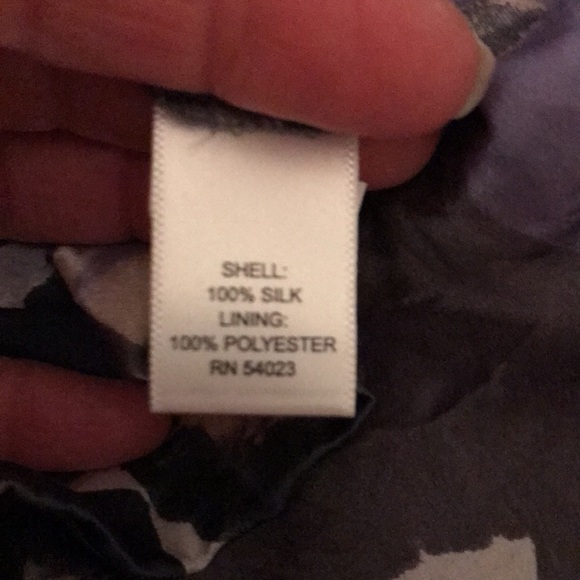 SHELL:
100% SILK
LINING:
100% POLYESTER
RN 54023